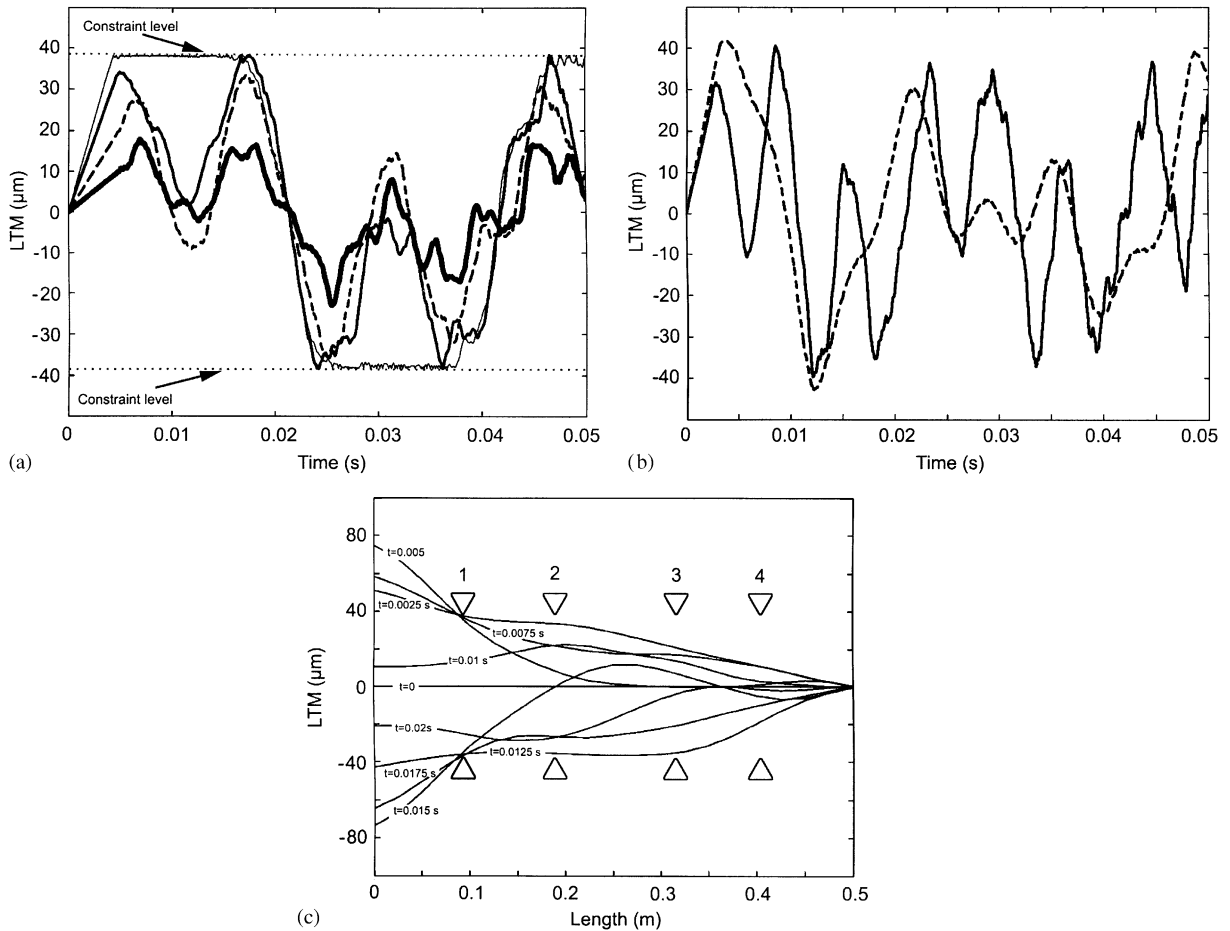 Constraint level
40
30
20
10
0
-10
-20
-30
-40
LTM (µm)
Constraint level
0
0.01
0.02
0.03
0.04
0.05
Time (s)
(a)
40
30
20
10
0
-10
-20
-30
-40
LTM (µm)
0
0.01
0.02
0.03
0.04
0.05
Time (s)
(b)
80
40
0
-40
-80
LTM (µm)
t=0.005
1
2
3
4
t=0.0025 s
t=0.0075 s
t=0.01 s
t=0
t=0.02s
t=0.0125 s
t=0.0175 s
t=0.015 s
0
0.1
0.2
0.3
0.4
0.5
Length (m)
(c)